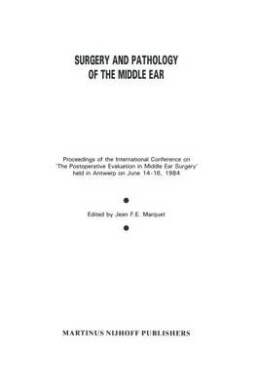 SURGERY AND PATHOLOGY
OF THE MIDDLE EAR
Proceedings of the International Conference on
'The Postoperative Evaluation in Middle Ear Surgery'
held in Antwerp on June 14-16, 1984
Edited by Jean F.E. Marquet
MARTINUS NIJHOFF PUBLISHERS